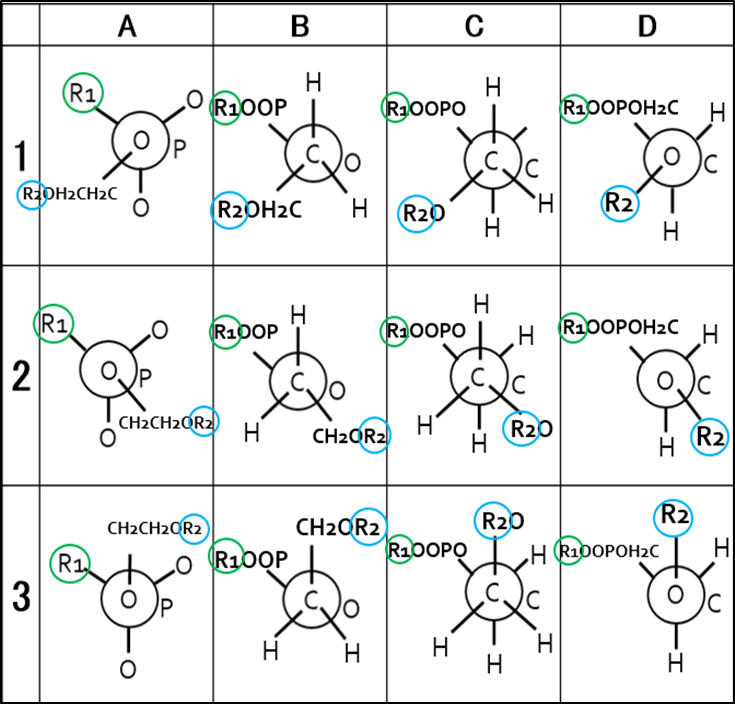 A B C D
1
R1 O O P R2OH2CH2C O
H R1OOP C O R2OH2C H
H R1OOPO C C R2O H H
R1OOPOH2C H O C R2 H
2
R1 O O P CH2CH2OR2 O
H R1OOP C O H CH2OR2
H R1OOPO H C C H R2O H
R1OOPOH2C H O C H R2
3
CH2CH2OR2 R1 O O P O
CH2OR2 R1OOP C O H H
R2O R1OOPO H C C H H H
R2 R1OOPOH2C H O C H